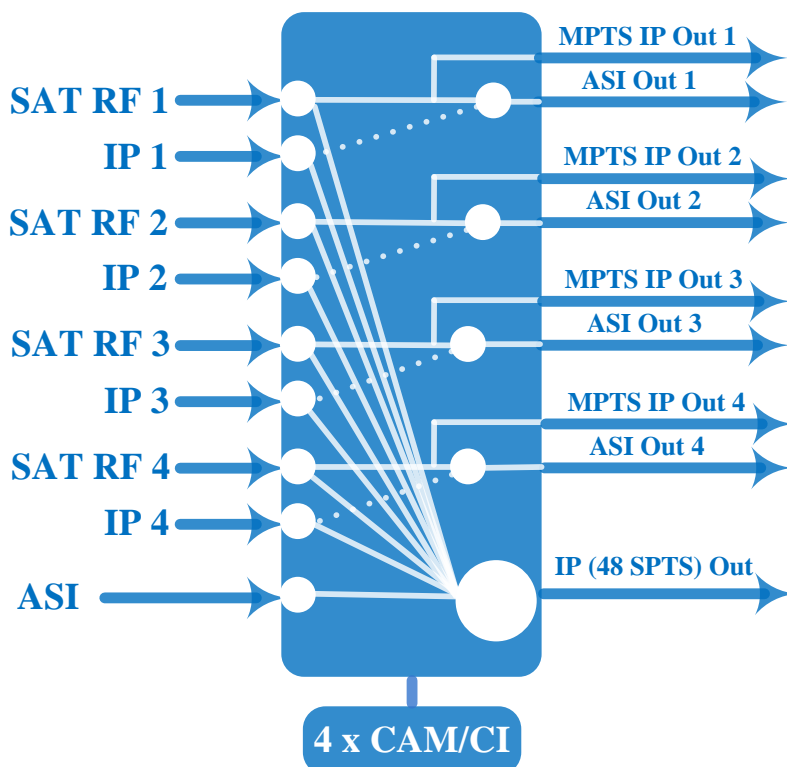 MPTS IP Out 1
SAT RF 1
ASI Out 1
IP 1
MPTS IP Out 2
SAT RF 2
ASI Out 2
IP 2
MPTS IP Out 3
SAT RF 3
ASI Out 3
IP 3
MPTS IP Out 4
SAT RF 4
ASI Out 4
IP 4
IP (48 SPTS) Out
ASI
4 x CAM/CI